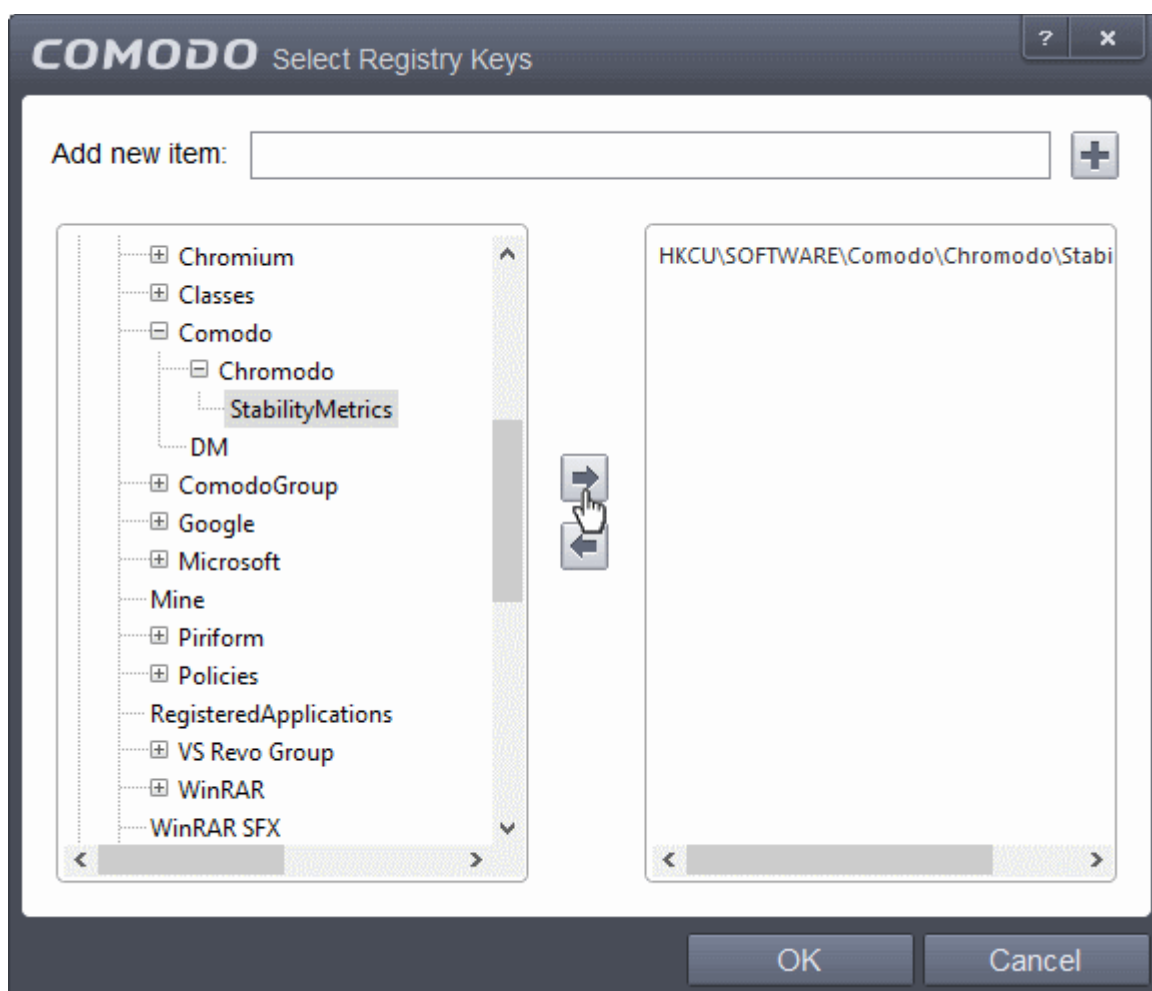 COMODO Select Registry Keys ? ×
Add new item:
Chromium
Classes
Comodo
Chromodo
StabilityMetrics
DM
ComodoGroup
Google
Microsoft
Mine
Piriform
Policies
RegisteredApplications
VS Revo Group
WinRAR
WinRAR SFX
HKCU\SOFTWARE\Comodo\Chromodo\Stabi
OK Cancel